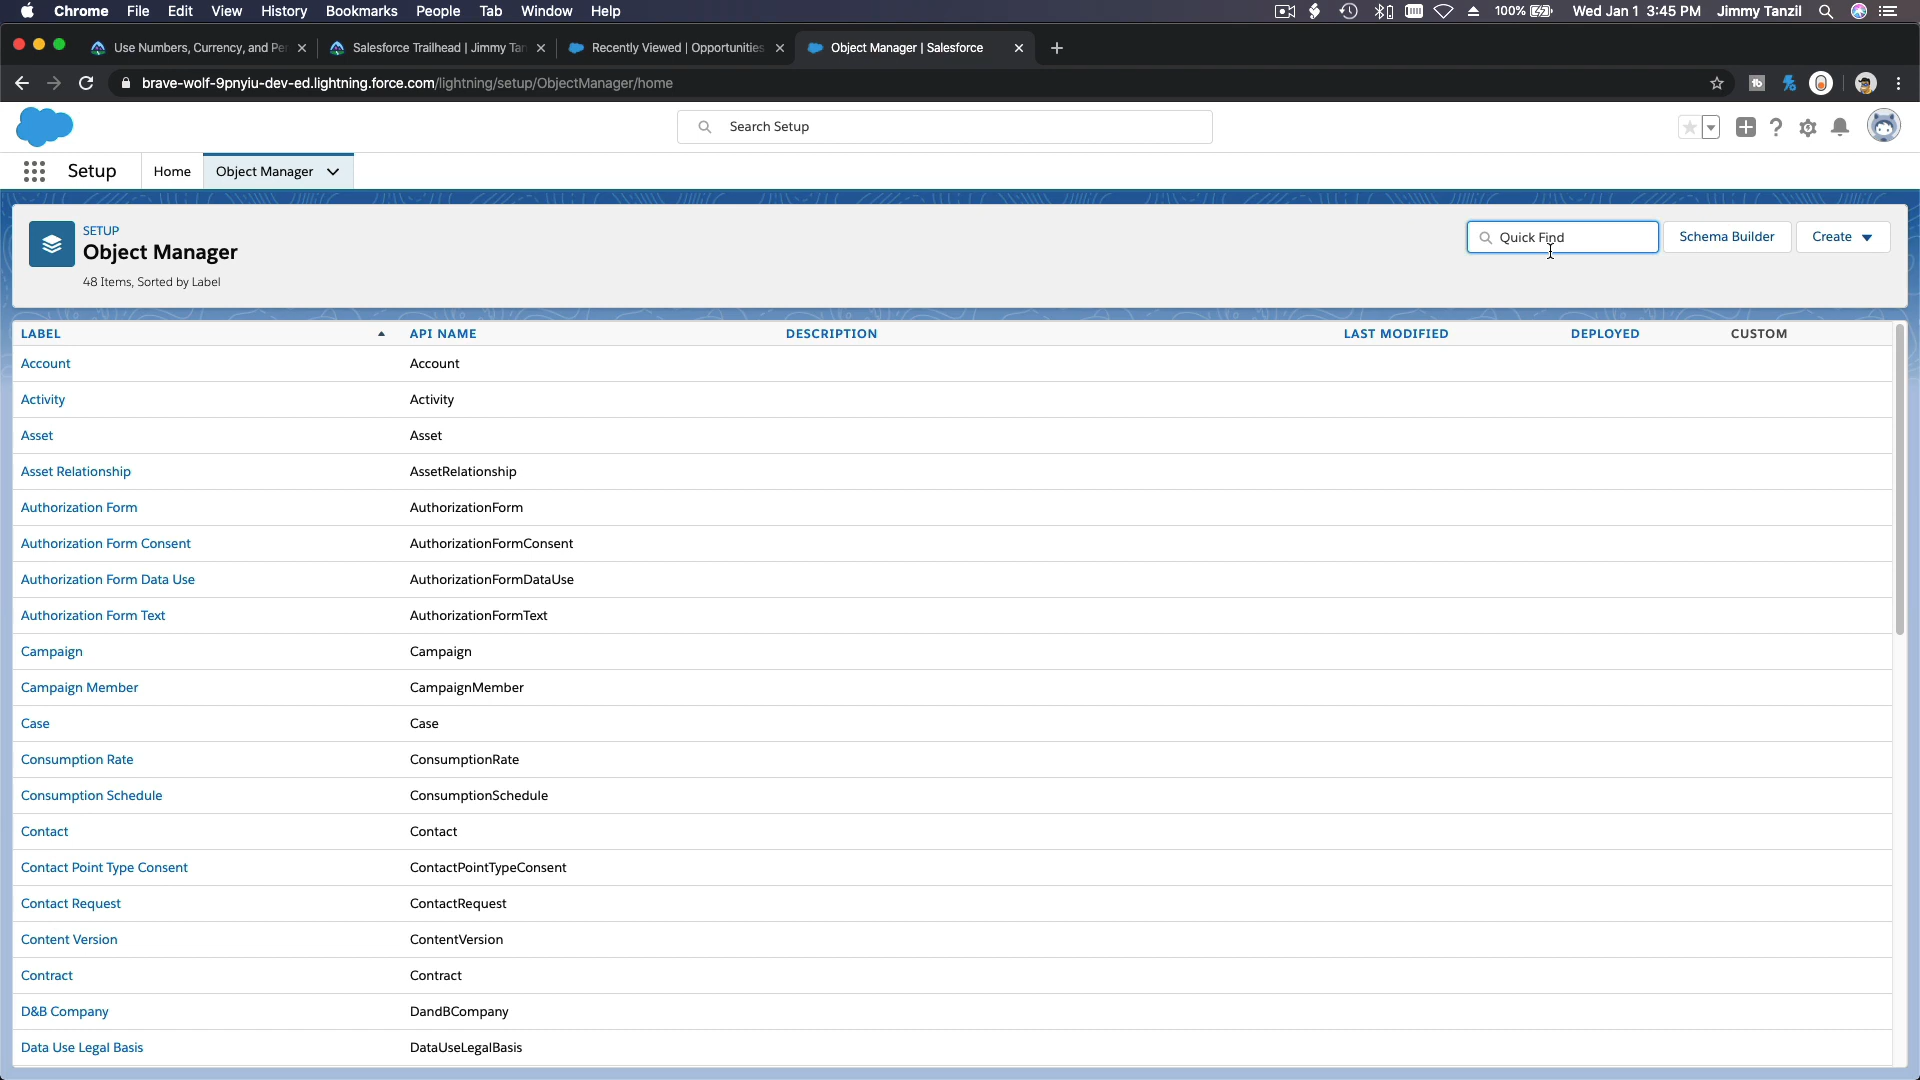 Chrome File Edit View History Bookmarks People Tab Window Help 100% Wed Jan 1 3:45 PM Jimmy Tanzil
Use Numbers, Currency, and Pe Salesforce Trailhead | Jimmy Tan Recently Viewed | Opportunities Object Manager | Salesforce
brave-wolf-9pnyiu-dev-ed.lightning.force.com/lightning/setup/ObjectManager/home
Search Setup
Setup Home Object Manager
SETUP
Object Manager
48 Items, Sorted by Label
Quick Find Schema Builder Create
LABEL API NAME DESCRIPTION LAST MODIFIED DEPLOYED CUSTOM
Account Account
Activity Activity
Asset Asset
Asset Relationship AssetRelationship
Authorization Form AuthorizationForm
Authorization Form Consent AuthorizationFormConsent
Authorization Form Data Use AuthorizationFormDataUse
Authorization Form Text AuthorizationFormText
Campaign Campaign
Campaign Member CampaignMember
Case Case
Consumption Rate ConsumptionRate
Consumption Schedule ConsumptionSchedule
Contact Contact
Contact Point Type Consent ContactPointTypeConsent
Contact Request ContactRequest
Content Version ContentVersion
Contract Contract
D&B Company DandBCompany
Data Use Legal Basis DataUseLegalBasis